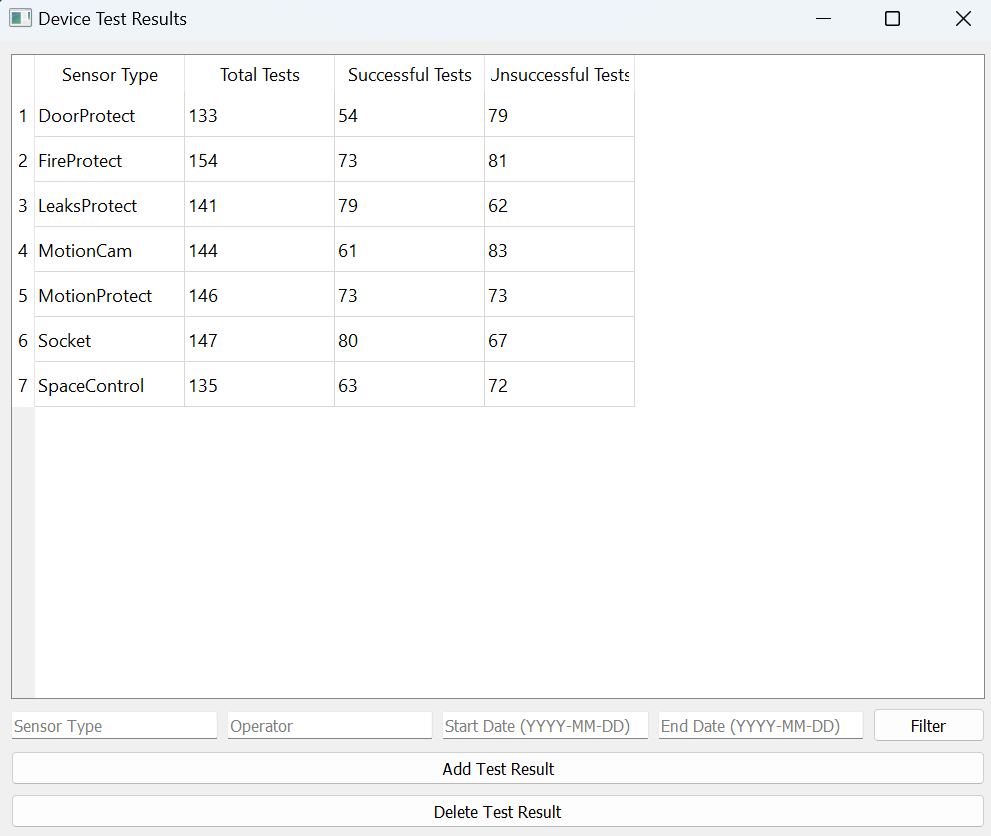 Device Test Results
Sensor Type Total Tests Successful Tests Jnsuccessful Tests
1 DoorProtect 133 54 79
2 FireProtect 154 73 81
3 LeaksProtect 141 79 62
4 MotionCam 144 61 83
5 MotionProtect 146 73 73
6 Socket 147 80 67
7 SpaceControl 135 63 72
Sensor Type Operator Start Date (YYYY-MM-DD) End Date (YYYY-MM-DD) Filter
Add Test Result
Delete Test Result